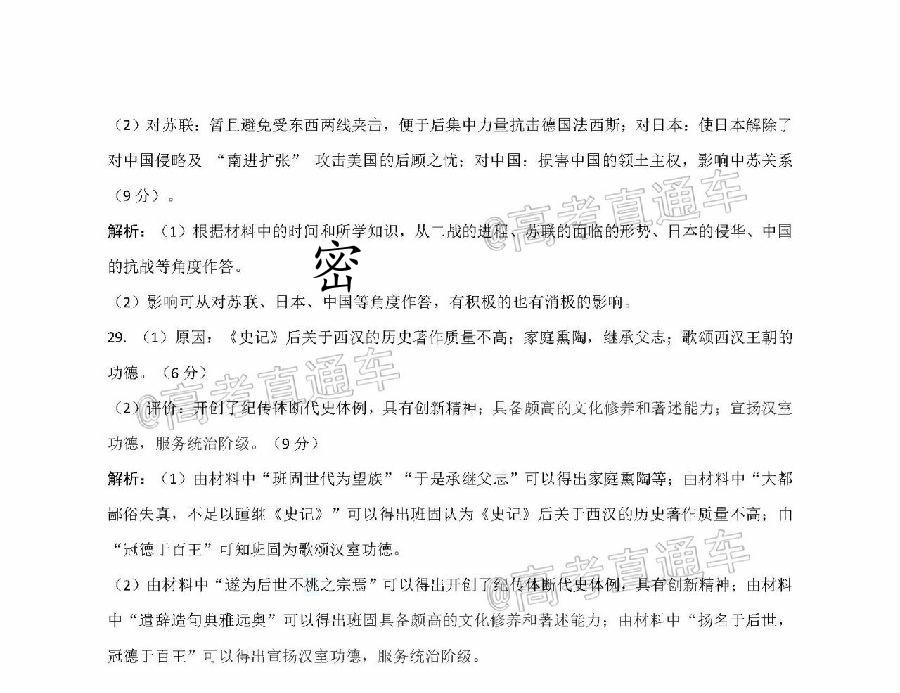 （2）对苏联：暂且避免受东西两线夹击，便于后集中力量抗击德国法西斯；对日本：使日本解除了
对中国侵略及 “南进扩张” 攻击美国的后顾之忧；对中国：损害中国的领土主权，影响中苏关系
（9 分）。
@高考直通车
解析：（1）根据材料中的时间和所学知识，从二战的进程、苏联的面临的形势、日本的侵华、中国
的抗战等角度作答。
密
（2）影响可从对苏联、日本、中国等角度作答，有积极的也有消极的影响。
29. （1）原因：《史记》后关于西汉的历史著作质量不高；家庭熏陶，继承父志；歌颂西汉王朝的
功德。（6 分）
@高考直通车
（2）评价：开创了纪传体断代史体例，具有创新精神；具备颇高的文化修养和著述能力；宣扬汉室
功德，服务统治阶级。（9 分）
解析：（1）由材料中“班固世代为望族”“于是承继父志”可以得出家庭熏陶等；由材料中“大都
鄙俗失真，不足以踵继《史记》”可以得出班固认为《史记》后关于西汉的历史著作质量不高；由
“冠德于百王”可知班固为歌颂汉室功德。
@高考直通车
（2）由材料中“遂为后世不祧之宗焉”可以得出开创了纪传体断代史体例，具有创新精神；由材料
中“遣辞造句典雅远奥”可以得出班固具备颇高的文化修养和著述能力；由材料中“扬名于后世，
冠德于百王”可以得出宣扬汉室功德，服务统治阶级。